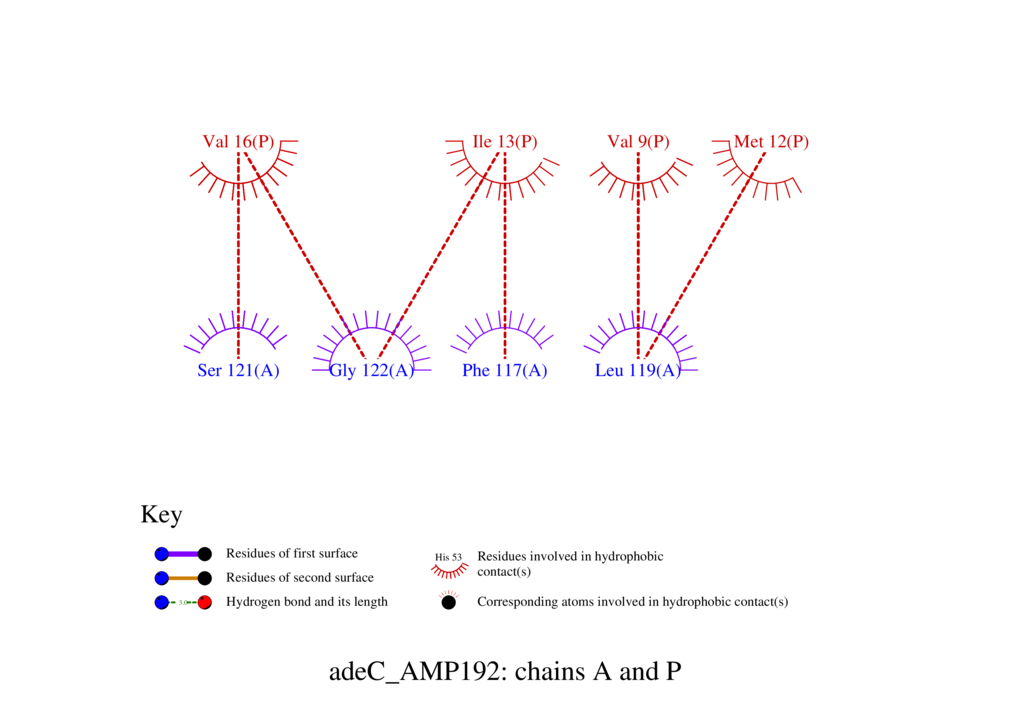 Val 16(P) Ile 13(P) Val 9(P) Met 12(P)
Ser 121(A) Gly 122(A) Phe 117(A) Leu 119(A)
Key
Residues of first surface
Residues of second surface
3.0
Hydrogen bond and its length
His 53
Residues involved in hydrophobic
contact(s)
Corresponding atoms involved in hydrophobic contact(s)
adeC_AMP192: chains A and P